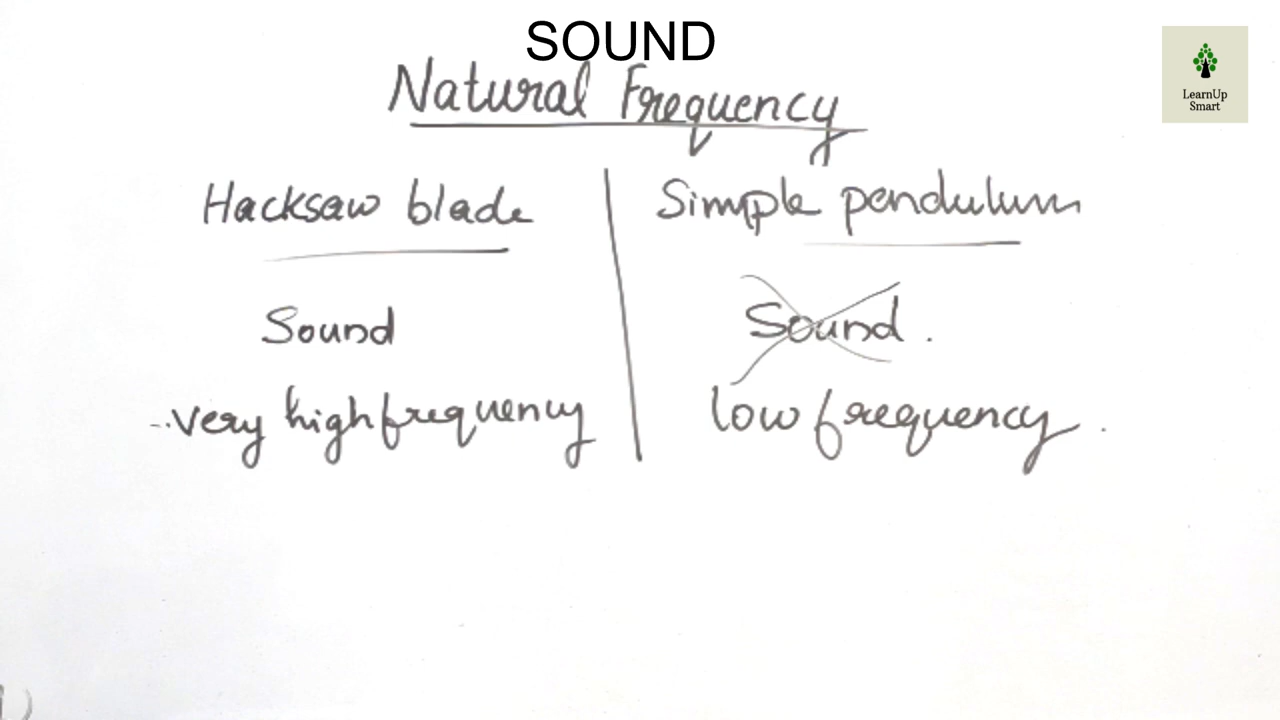 SOUND
LearnUp
Smart
Natural Frequency
Hacksaw blade
Simple pendulum
Sound
Sound.
very high frequency
low frequency.